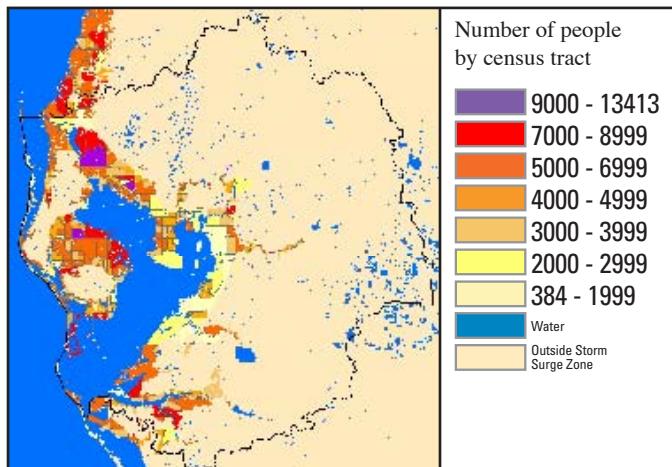 Number of people
by census tract
9000 - 13413
7000 - 8999
5000 - 6999
4000 - 4999
3000 - 3999
2000 - 2999
384 - 1999
Water
Outside Storm
Surge Zone